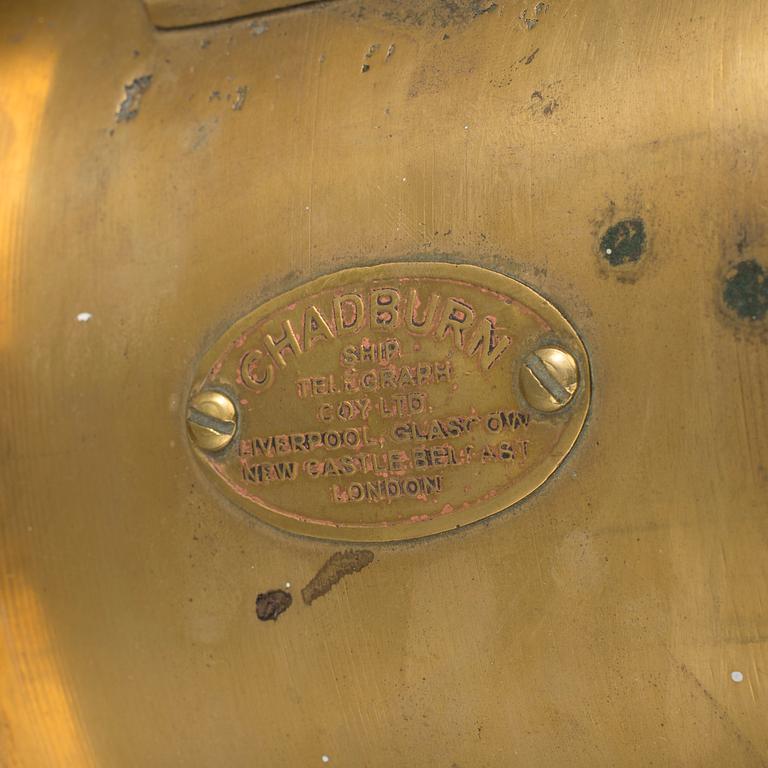 CHADBURN
SHIP
TELEGRAPH
COY LTD.
LIVERPOOL, GLASGOW
NEW CASTLE BELFAST
LONDON